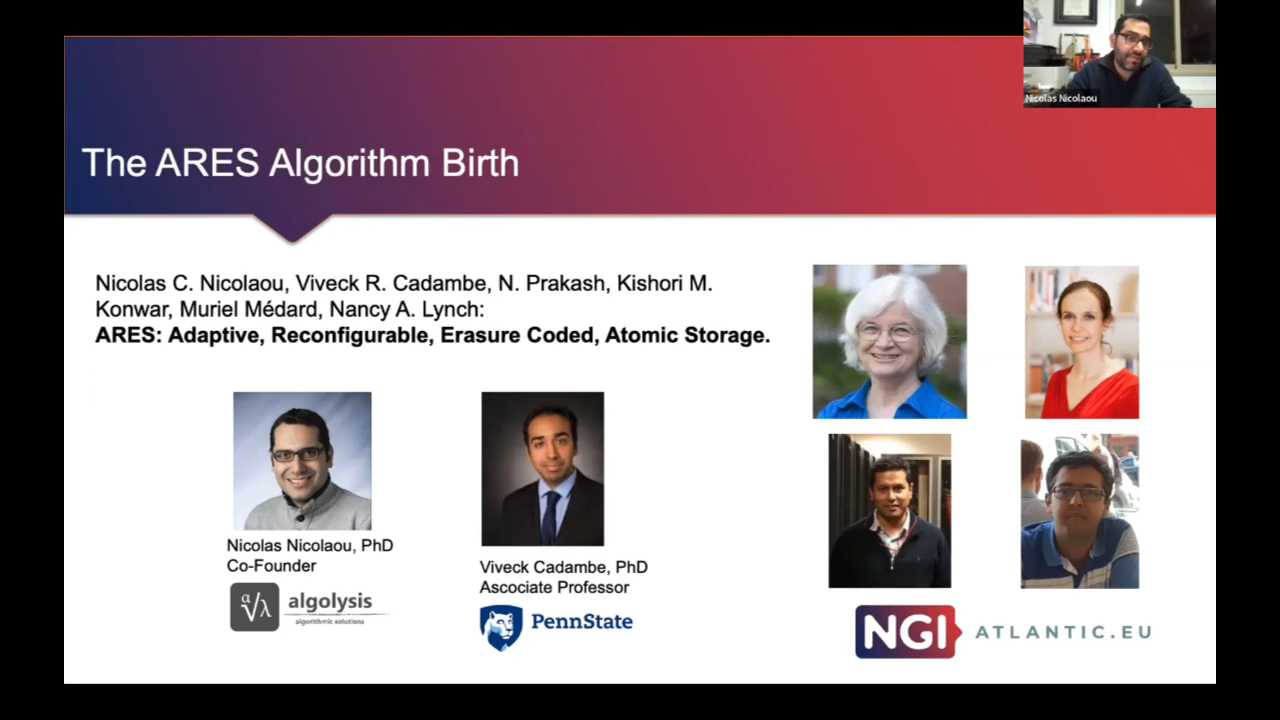 Nicolas Nicolaou
The ARES Algorithm Birth
Nicolas C. Nicolaou, Viveck R. Cadambe, N. Prakash, Kishori M.
Konwar, Muriel Médard, Nancy A. Lynch:
ARES: Adaptive, Reconfigurable, Erasure Coded, Atomic Storage.
Nicolas Nicolaou, PhD
Co-Founder
α√λ algolysis
algorithmic solutions
Viveck Cadambe, PhD
Ascociate Professor
PennState
NGI ATLANTIC.EU